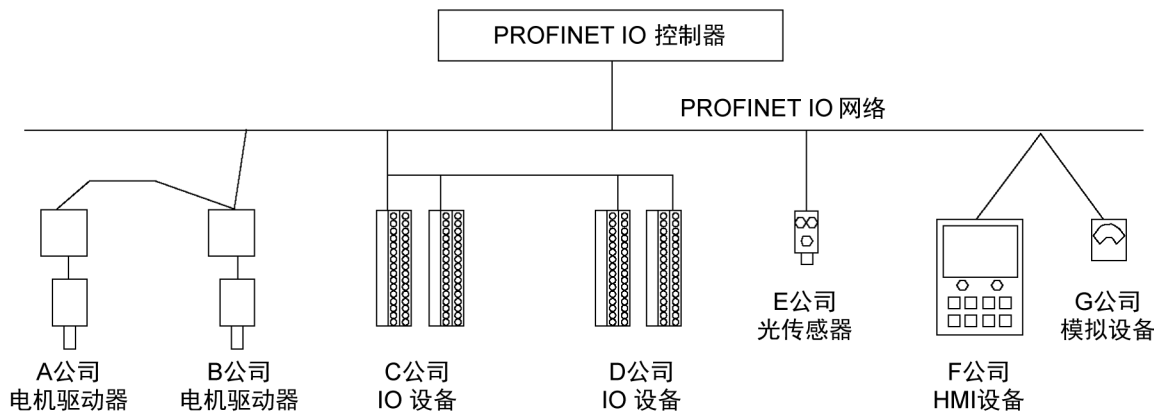 PROFINET IO 控制器
PROFINET IO 网络
A公司
电机驱动器
B公司
电机驱动器
C公司
IO 设备
D公司
IO 设备
E公司
光传感器
F公司
HMI设备
G公司
模拟设备